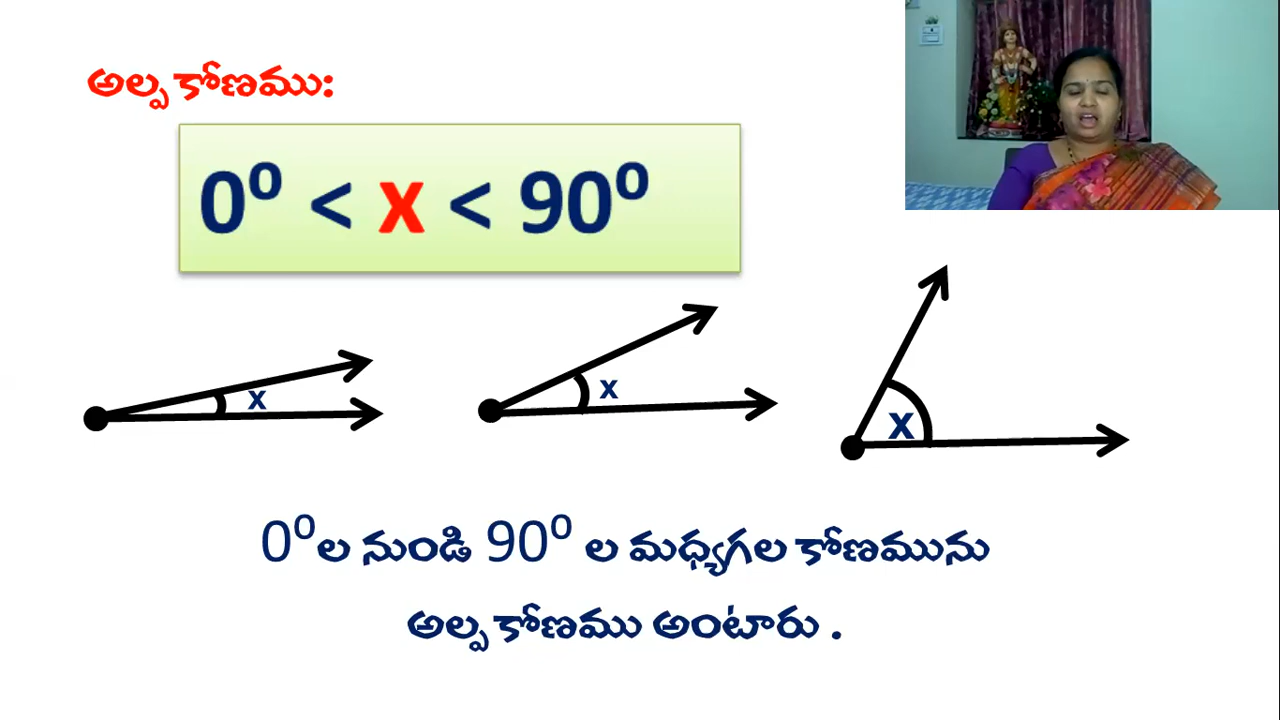 అల్ప కోణము:
0⁰ < x < 90⁰
x
x
x
0⁰ల నుండి 90⁰ ల మధ్యగల కోణమును
అల్ప కోణము అంటారు .